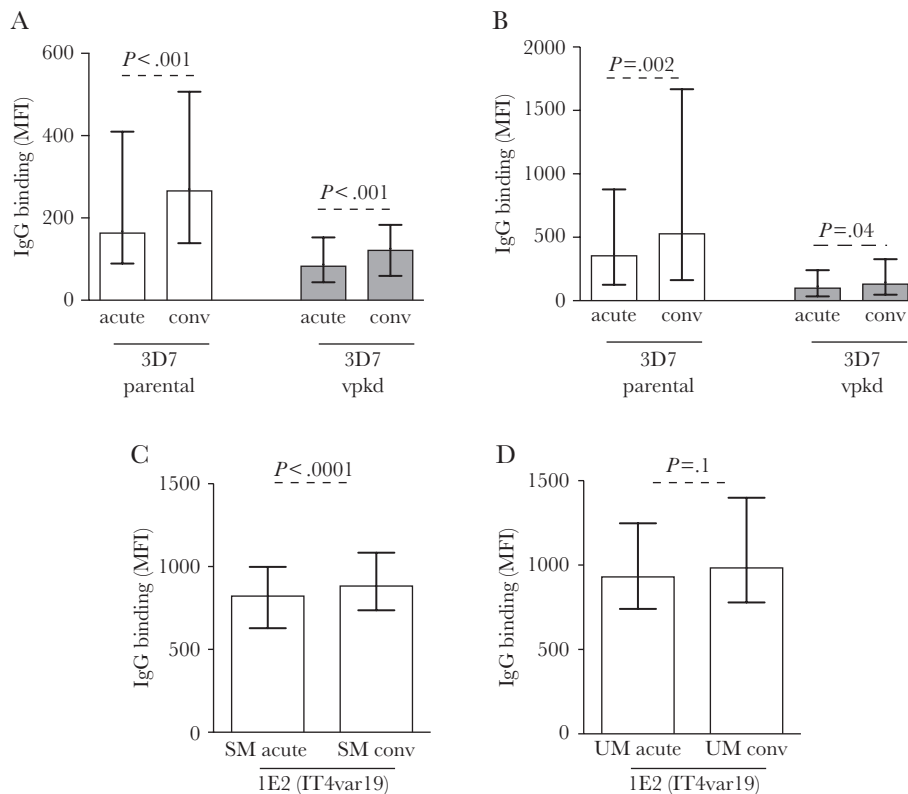 A
IgG binding (MFI)
600
400
200
0
P< .001
P< .001
acute conv acute conv
3D7 3D7
parental vpkd
B
IgG binding (MFI)
2000
1500
1000
500
0
P=.002
P=.04
acute conv acute conv
3D7 3D7
parental vpkd
C
IgG binding (MFI)
1500
1000
500
0
P< .0001
SM acute SM conv
1E2 (IT4var19)
D
IgG binding (MFI)
1500
1000
500
0
P=.1
UM acute UM conv
1E2 (IT4var19)